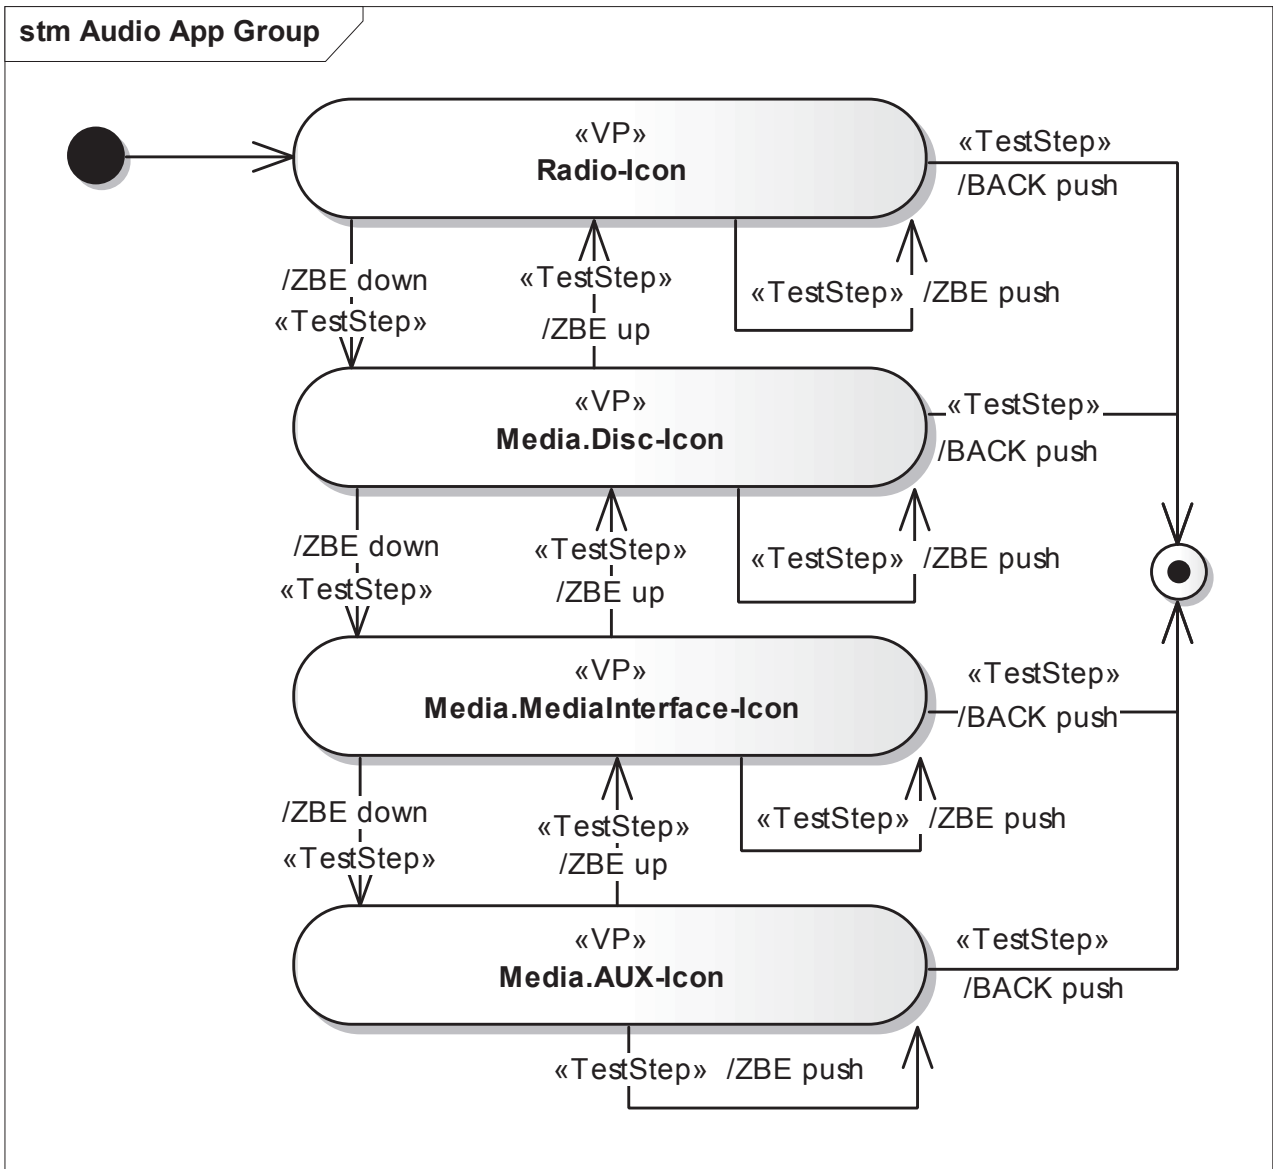 stm Audio App Group
«VP»
Radio-Icon
«TestStep»
/BACK push
/ZBE down
«TestStep»
«TestStep»
/ZBE up
«TestStep» /ZBE push
«VP»
Media.Disc-Icon
«TestStep»
/BACK push
/ZBE down
«TestStep»
«TestStep»
/ZBE up
«TestStep» /ZBE push
«VP»
Media.MediaInterface-Icon
«TestStep»
/BACK push
/ZBE down
«TestStep»
«TestStep»
/ZBE up
«TestStep» /ZBE push
«VP»
Media.AUX-Icon
«TestStep»
/BACK push
«TestStep» /ZBE push